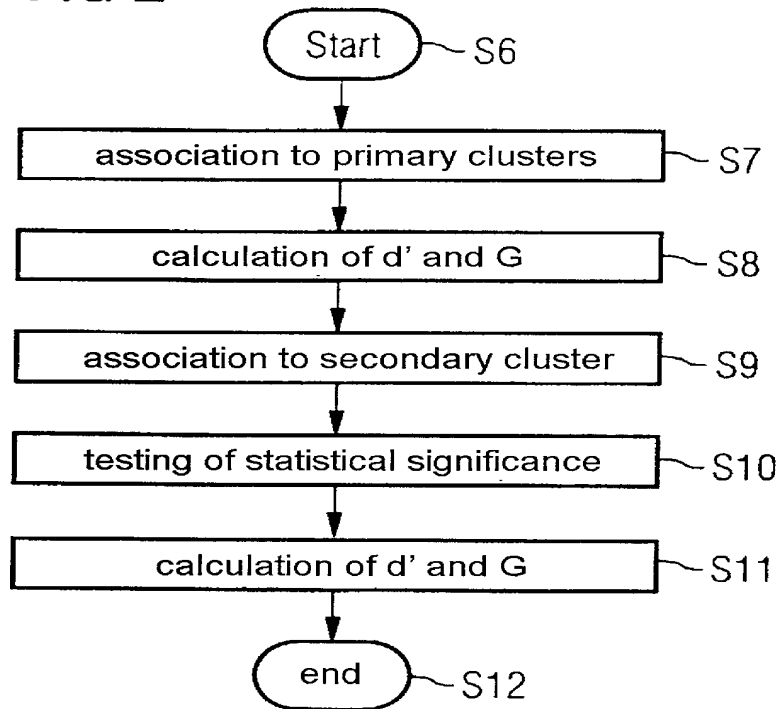 Start S6
association to primary clusters S7
calculation of d' and G S8
association to secondary cluster S9
testing of statistical significance S10
calculation of d' and G S11
end S12